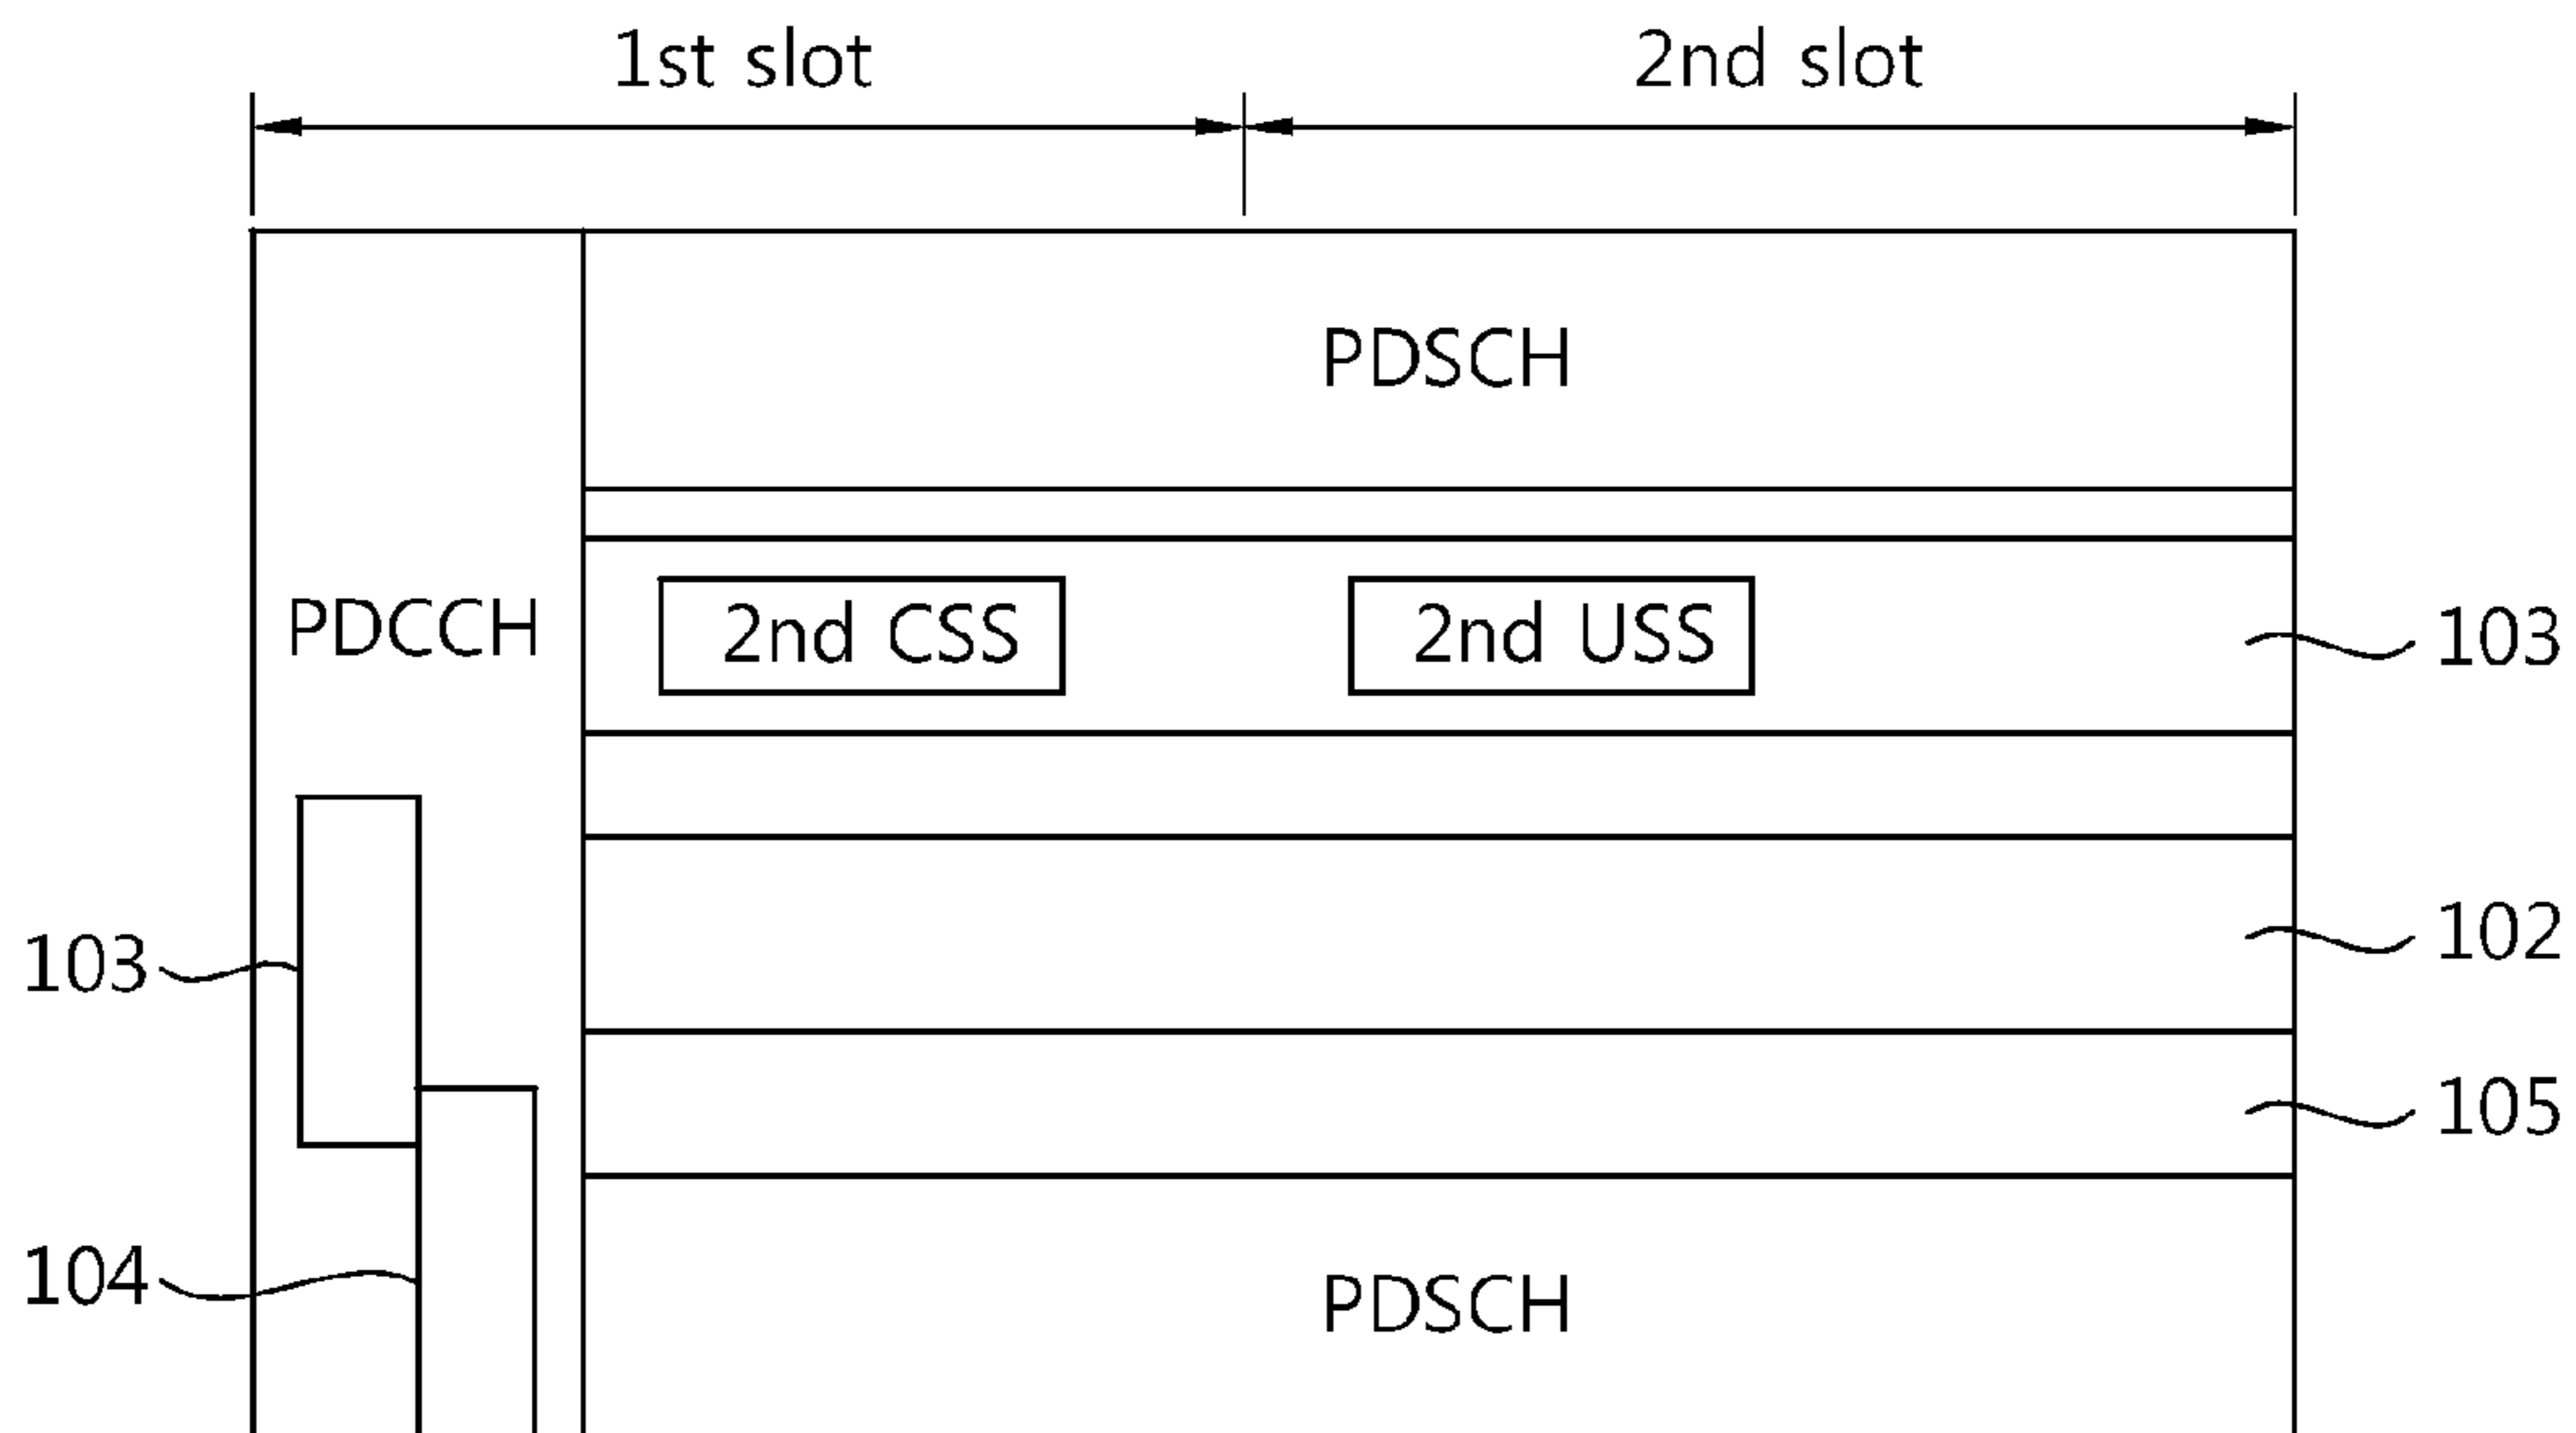 1st slot
2nd slot
PDSCH
PDCCH
2nd CSS
2nd USS
103
102
103
105
104
PDSCH